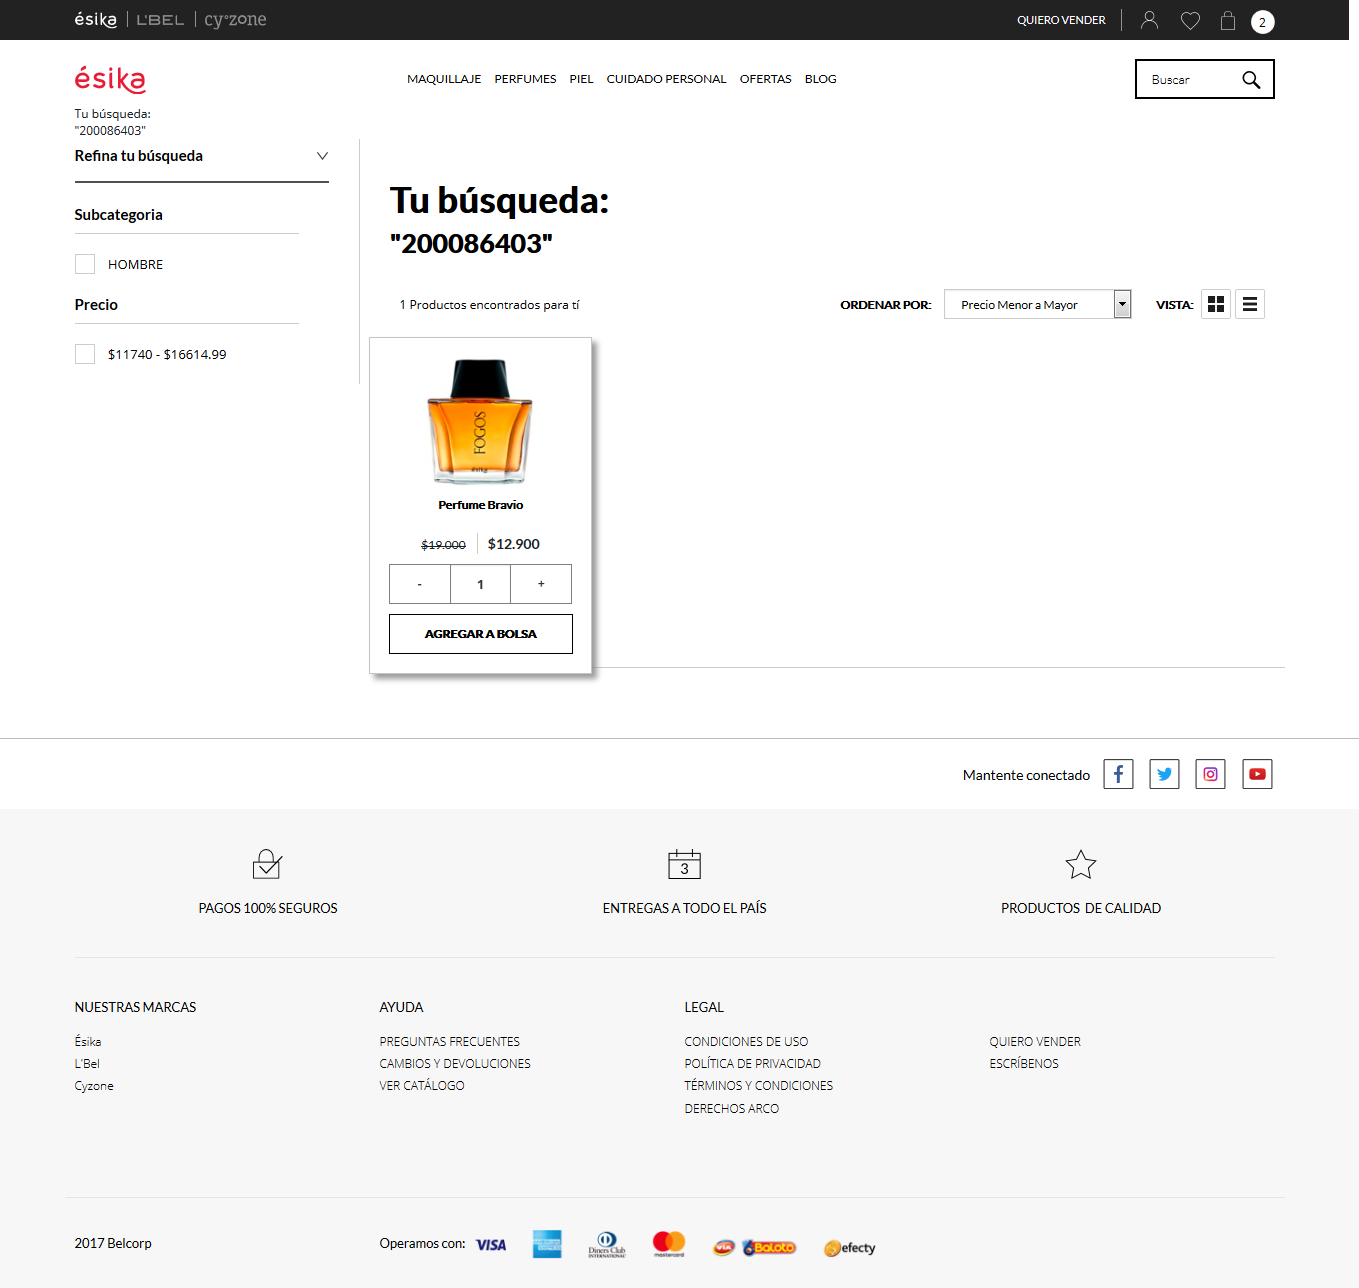 ésika | L'BEL | cy°zone
QUIERO VENDER
2
ésika
MAQUILLAJE PERFUMES PIEL CUIDADO PERSONAL OFERTAS BLOG
Buscar
Tu búsqueda:
"200086403"
Refina tu búsqueda
Subcategoria
HOMBRE
Precio
$11740 - $16614.99
Tu búsqueda:
"200086403"
1 Productos encontrados para tí
ORDENAR POR: Precio Menor a Mayor
VISTA:
FOGOS
ésika
Perfume Bravio
$19.000 $12.900
- 1 +
AGREGAR A BOLSA
Mantente conectado
3
PAGOS 100% SEGUROS
ENTREGAS A TODO EL PAÍS
PRODUCTOS DE CALIDAD
NUESTRAS MARCAS
Ésika
L'Bel
Cyzone
AYUDA
PREGUNTAS FRECUENTES
CAMBIOS Y DEVOLUCIONES
VER CATÁLOGO
LEGAL
CONDICIONES DE USO
POLÍTICA DE PRIVACIDAD
TÉRMINOS Y CONDICIONES
DERECHOS ARCO
QUIERO VENDER
ESCRÍBENOS
2017 Belcorp
Operamos con: VISA
Diners Club
INTERNATIONAL
mastercard
VIA Baloto
efecty